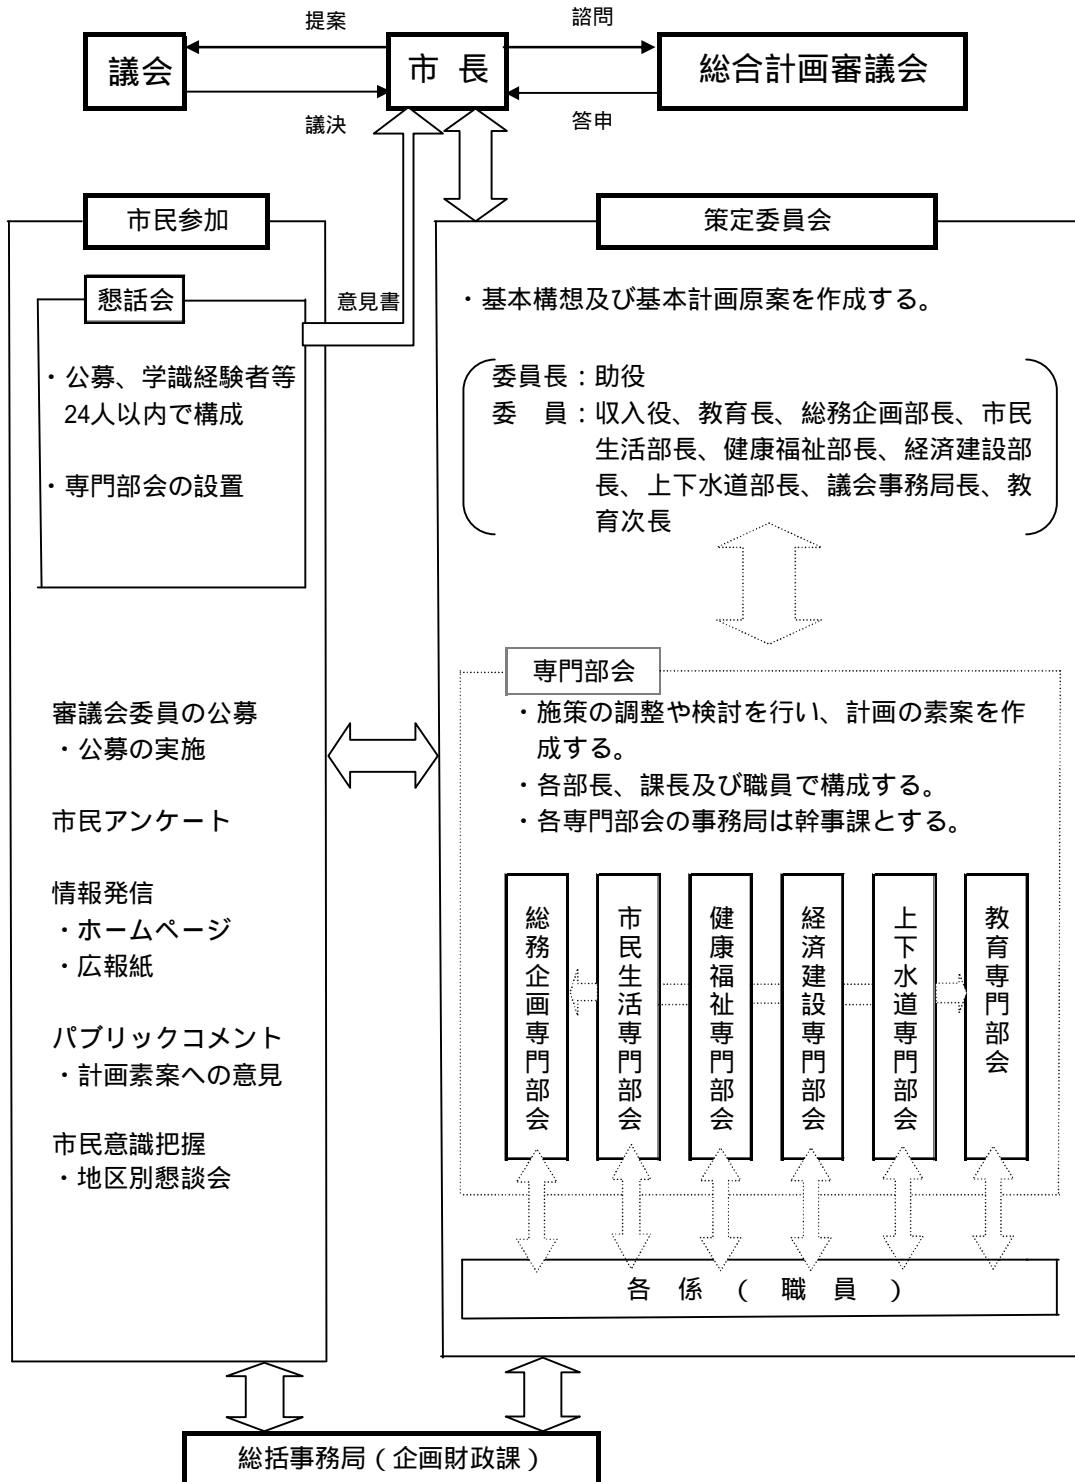 提案
諮問
議会
市 長
総合計画審議会
議決
答申
市民参加
懇話会
意見書
・公募、学識経験者等
24人以内で構成
・専門部会の設置
審議会委員の公募
・公募の実施
市民アンケート
情報発信
・ホームページ
・広報紙
パブリックコメント
・計画素案への意見
市民意識把握
・地区別懇談会
策定委員会
・基本構想及び基本計画原案を作成する。
委員長：助役
委　員：収入役、教育長、総務企画部長、市民
生活部長、健康福祉部長、経済建設部
長、上下水道部長、議会事務局長、教
育次長
専門部会
・施策の調整や検討を行い、計画の素案を作
成する。
・各部長、課長及び職員で構成する。
・各専門部会の事務局は幹事課とする。
総務企画専門部会
市民生活専門部会
健康福祉専門部会
経済建設専門部会
上下水道専門部会
教育専門部会
各　係　（　職　員　）
総括事務局（企画財政課）